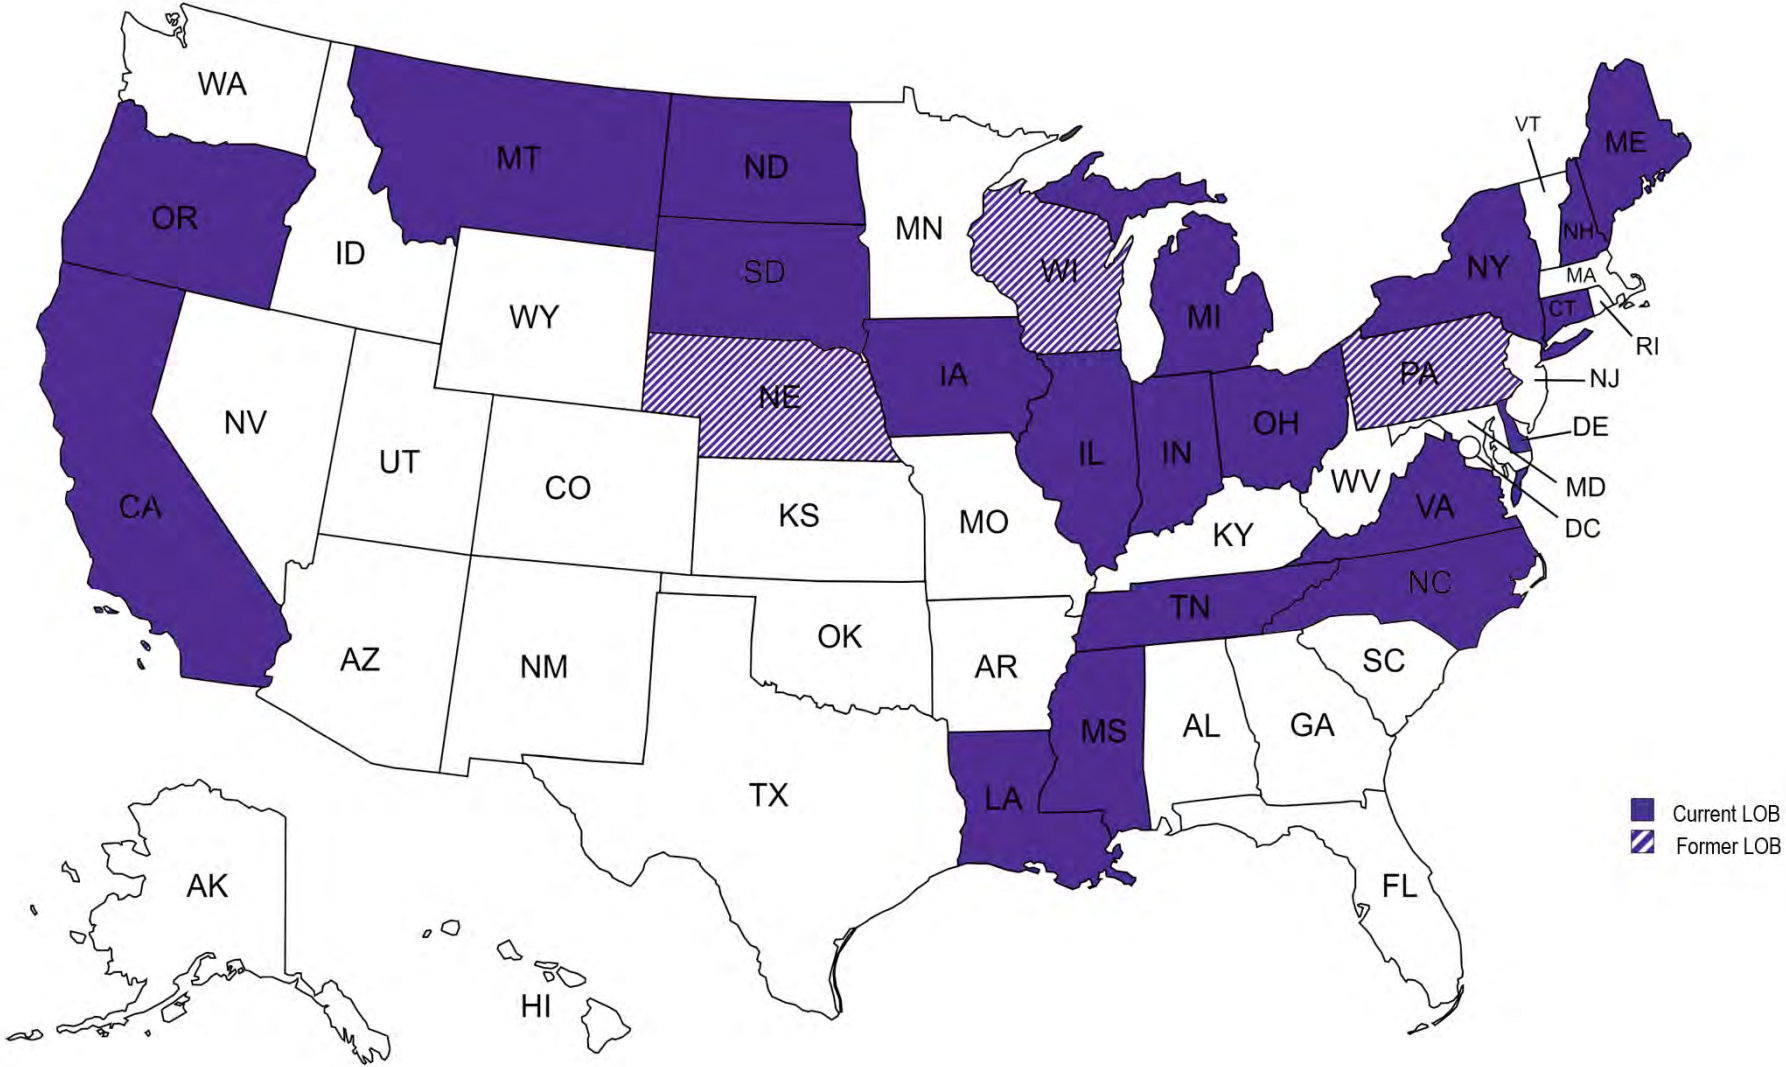 WA
MT
ND
MN
VT
ME
OR
ID
SD
WI
NH
NY
MA
WY
MI
CT
RI
IA
NE
PA
NJ
NV
UT
CO
IL
IN
OH
DE
CA
KS
MO
WV
MD
VA
DC
KY
NC
TN
AZ
NM
OK
AR
SC
MS
AL
GA
TX
LA
Current LOB
Former LOB
AK
FL
HI